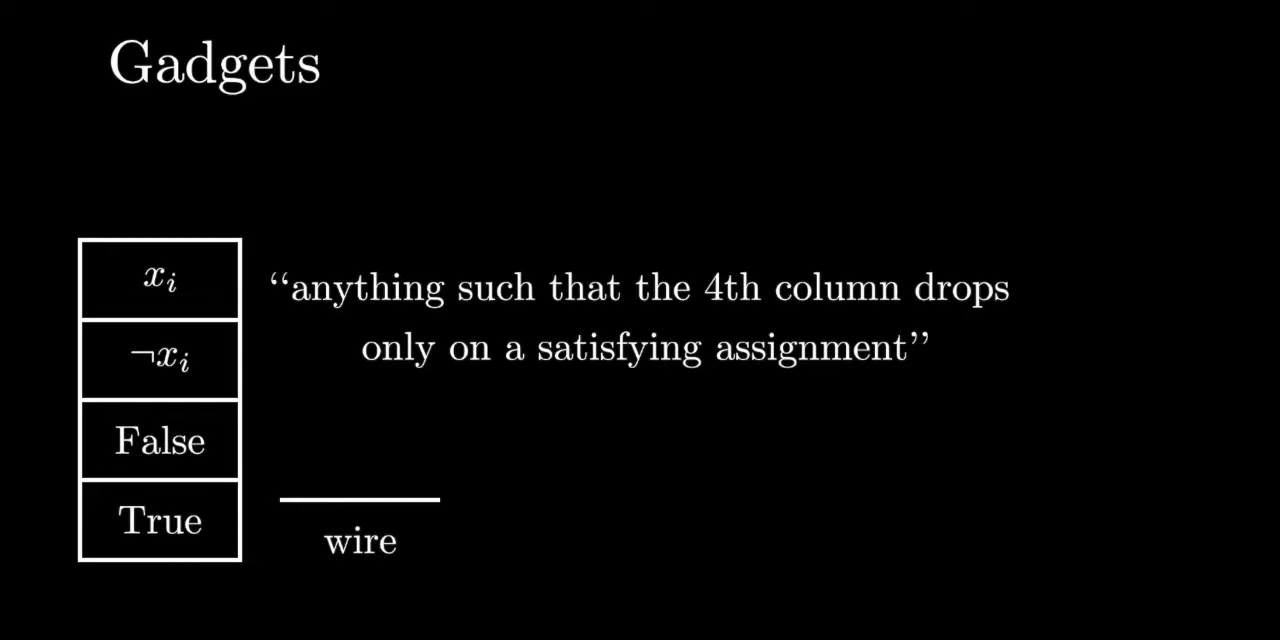 Gadgets
xᵢ
“anything such that the 4th column drops
only on a satisfying assignment”
¬xᵢ
False
True
wire